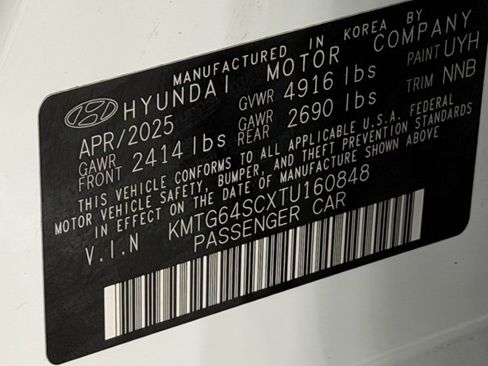 MANUFACTURED IN KOREA BY
HYUNDAI MOTOR COMPANY
APR/2025 GVWR 4916 lbs PAINT UYH
GAWR FRONT 2414 lbs GAWR REAR 2690 lbs TRIM NNB
THIS VEHICLE CONFORMS TO ALL APPLICABLE U.S.A. FEDERAL
MOTOR VEHICLE SAFETY, BUMPER, AND THEFT PREVENTION STANDARDS
IN EFFECT ON THE DATE OF MANUFACTURE SHOWN ABOVE
V.I.N KMTG64SCXTU160848
PASSENGER CAR